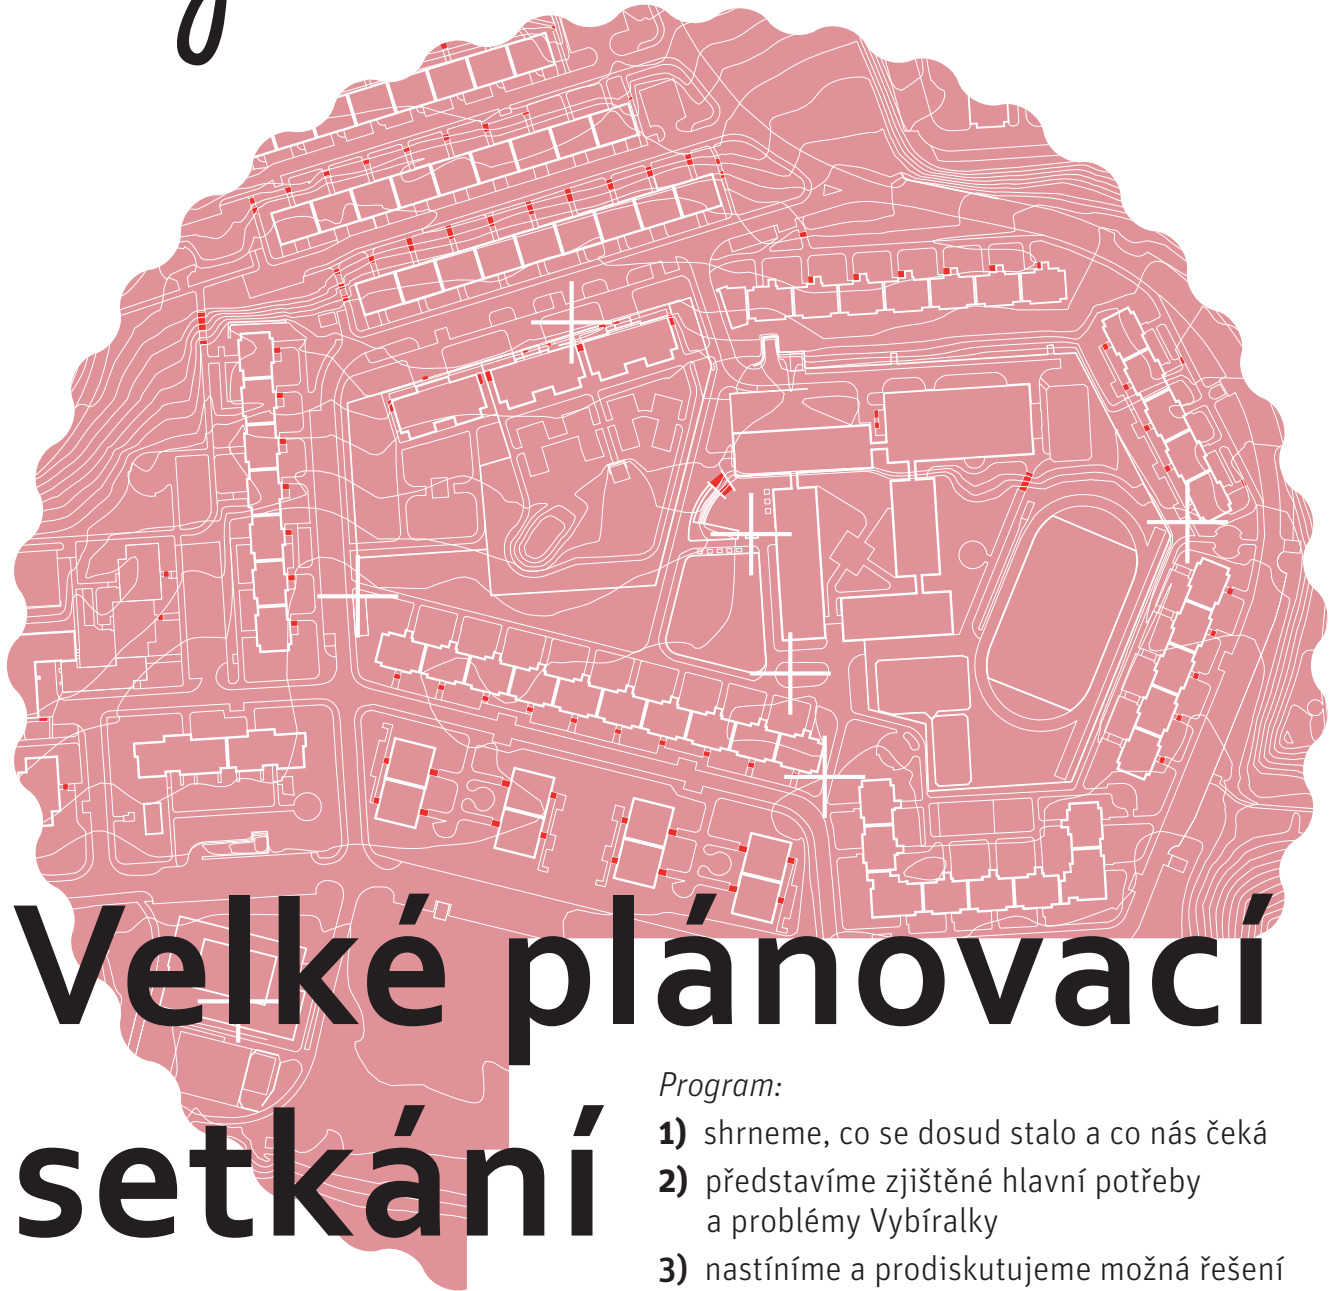 Velké plánovací
setkání
Program:
1) shrneme, co se dosud stalo a co nás čeká
2) představíme zjištěné hlavní potřeby
a problémy Vybíralky
3) nastíníme a prodiskutujeme možná řešení